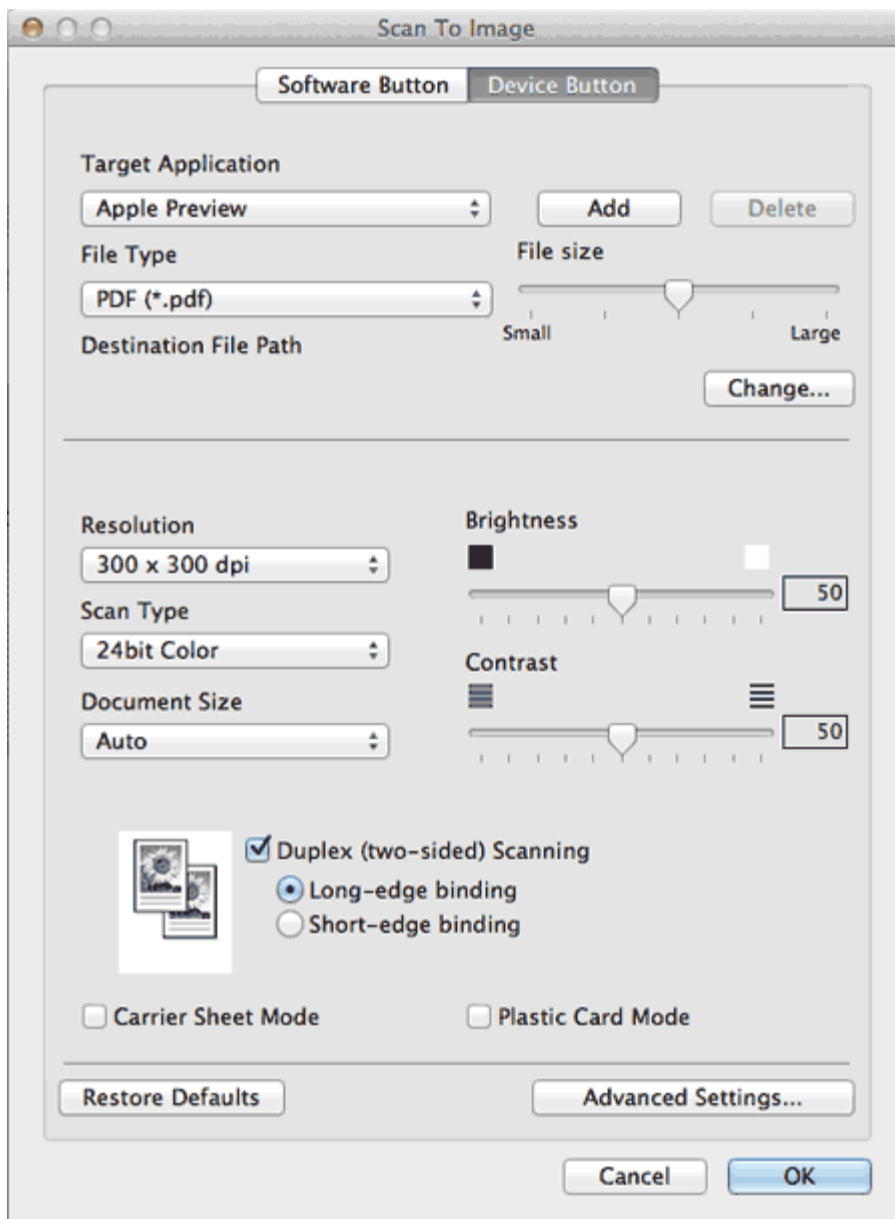 Scan To Image
Software Button Device Button
Target Application
Apple Preview Add Delete
File Type File size
PDF (*.pdf)
Small Large
Destination File Path
Change...
Resolution Brightness
300 x 300 dpi
50
Scan Type
24bit Color
Contrast
Document Size
Auto 50
Duplex (two-sided) Scanning
Long-edge binding
Short-edge binding
Carrier Sheet Mode Plastic Card Mode
Restore Defaults Advanced Settings...
Cancel OK